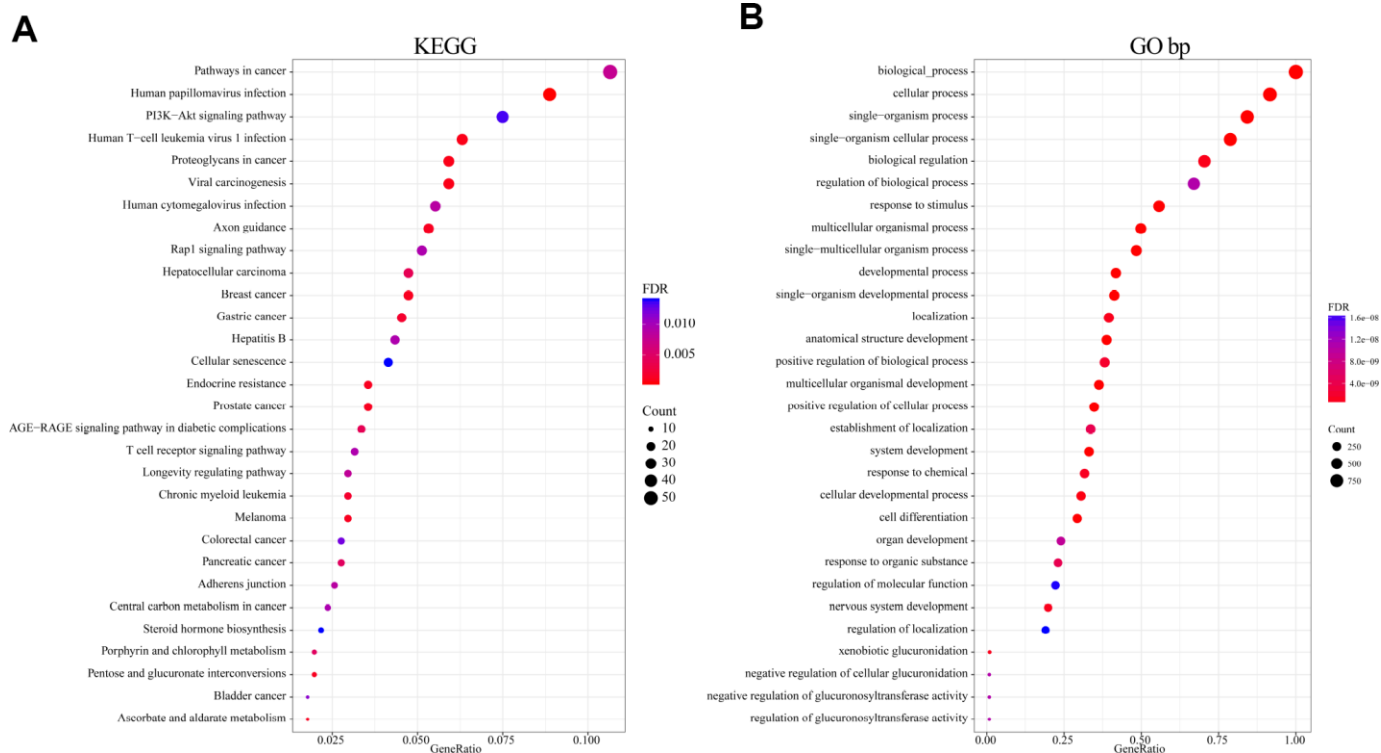 A
KEGG
Pathways in cancer
Human papillomavirus infection
PI3K−Akt signaling pathway
Human T−cell leukemia virus 1 infection
Proteoglycans in cancer
Viral carcinogenesis
Human cytomegalovirus infection
Axon guidance
Rap1 signaling pathway
Hepatocellular carcinoma
Breast cancer
Gastric cancer
Hepatitis B
Cellular senescence
Endocrine resistance
Prostate cancer
AGE−RAGE signaling pathway in diabetic complications
T cell receptor signaling pathway
Longevity regulating pathway
Chronic myeloid leukemia
Melanoma
Colorectal cancer
Pancreatic cancer
Adherens junction
Central carbon metabolism in cancer
Steroid hormone biosynthesis
Porphyrin and chlorophyll metabolism
Pentose and glucuronate interconversions
Bladder cancer
Ascorbate and aldarate metabolism
0.025 0.050 0.075 0.100
GeneRatio
FDR
0.010
0.005
Count
10
20
30
40
50
B
GO bp
biological_process
cellular process
single−organism process
single−organism cellular process
biological regulation
regulation of biological process
response to stimulus
multicellular organismal process
single−multicellular organism process
developmental process
single−organism developmental process
localization
anatomical structure development
positive regulation of biological process
multicellular organismal development
positive regulation of cellular process
establishment of localization
system development
response to chemical
cellular developmental process
cell differentiation
organ development
response to organic substance
regulation of molecular function
nervous system development
regulation of localization
xenobiotic glucuronidation
negative regulation of cellular glucuronidation
negative regulation of glucuronosyltransferase activity
regulation of glucuronosyltransferase activity
0.00 0.25 0.50 0.75 1.00
GeneRatio
FDR
1.6e−08
1.2e−08
8.0e−09
4.0e−09
Count
250
500
750